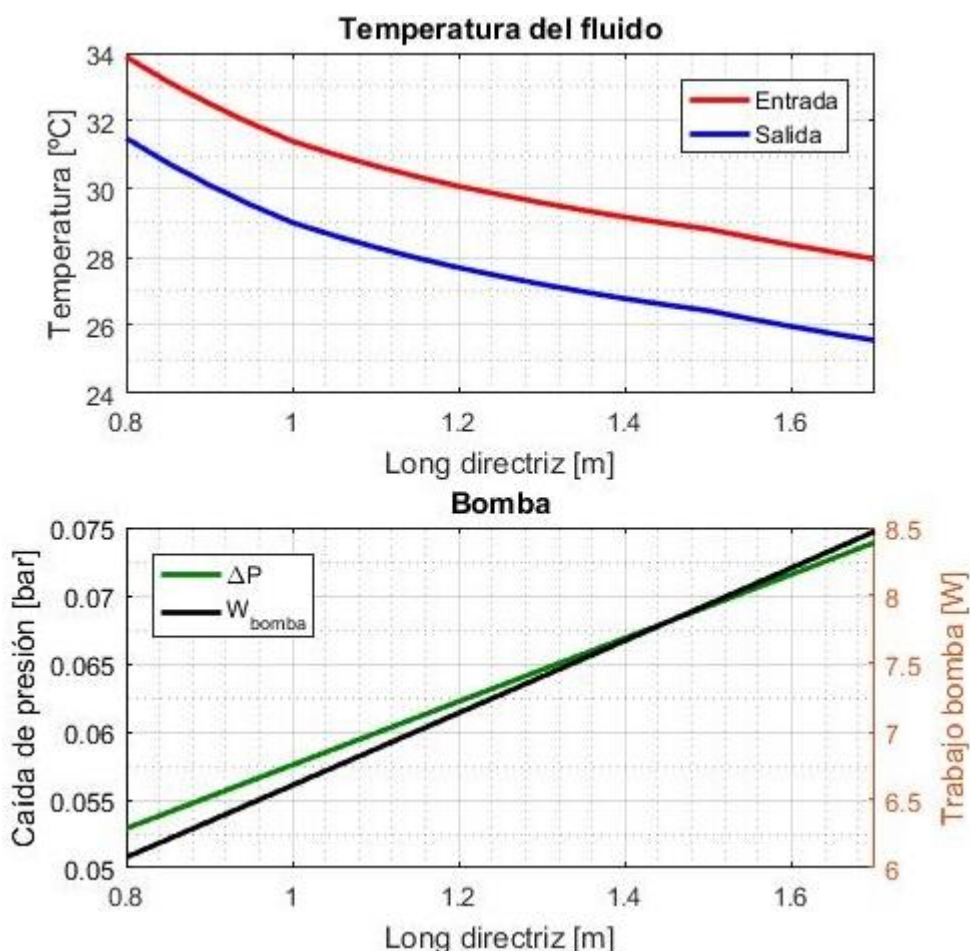 Temperatura del fluido
34
32
30
28
26
24
Temperatura [ºC]
Entrada
Salida
0.8
1
1.2
1.4
1.6
Long directriz [m]
Bomba
0.075
0.07
0.065
0.06
0.055
0.05
Caída de presión [bar]
ΔP
W_bomba
8.5
8
7.5
7
6.5
6
Trabajo bomba [W]
0.8
1
1.2
1.4
1.6
Long directriz [m]